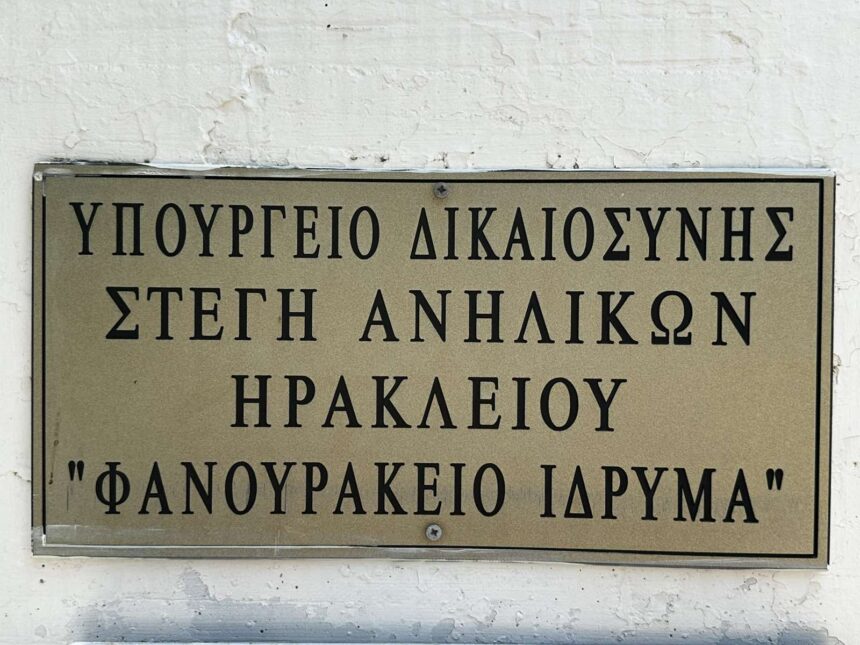 ΥΠΟΥΡΓΕΙΟ ΔΙΚΑΙΟΣΥΝΗΣ
ΣΤΕΓΗ ΑΝΗΛΙΚΩΝ
ΗΡΑΚΛΕΙΟΥ
"ΦΑΝΟΥΡΑΚΕΙΟ ΙΔΡΥΜΑ"